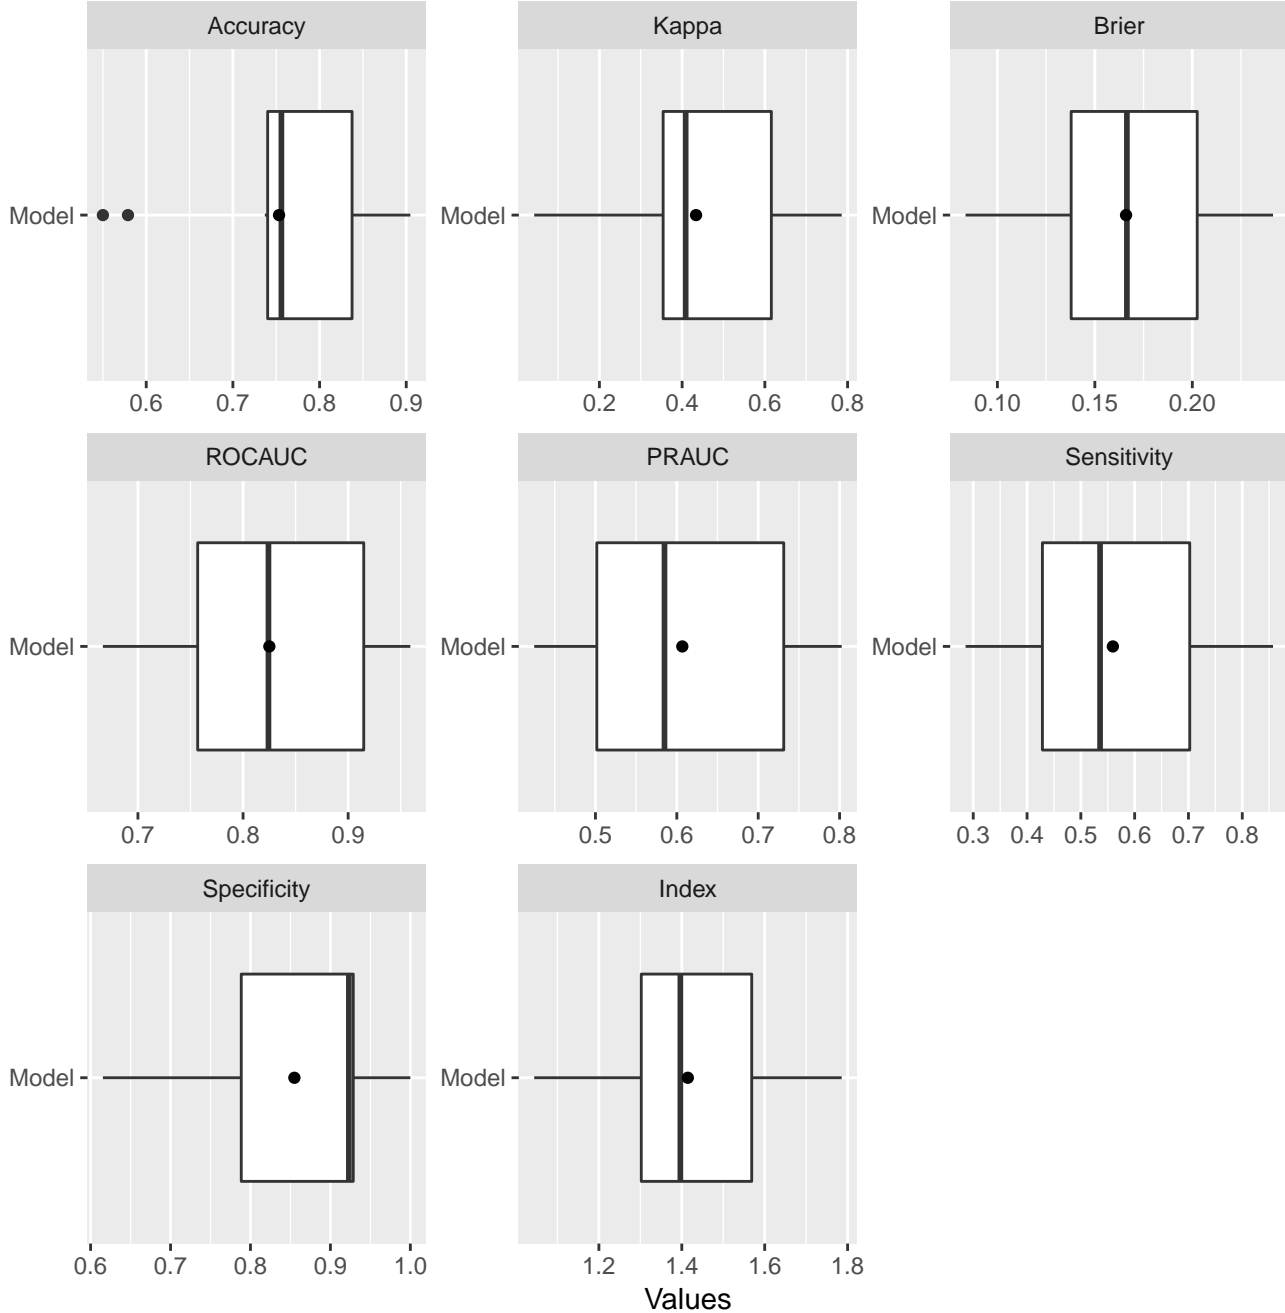 Accuracy Kappa Brier
Model Model Model
0.6 0.7 0.8 0.9 0.2 0.4 0.6 0.8 0.10 0.15 0.20
ROCAUC PRAUC Sensitivity
Model Model Model
0.7 0.8 0.9 0.5 0.6 0.7 0.8 0.3 0.4 0.5 0.6 0.7 0.8
Specificity Index
Model Model
0.6 0.7 0.8 0.9 1.0 1.2 1.4 1.6 1.8
Values